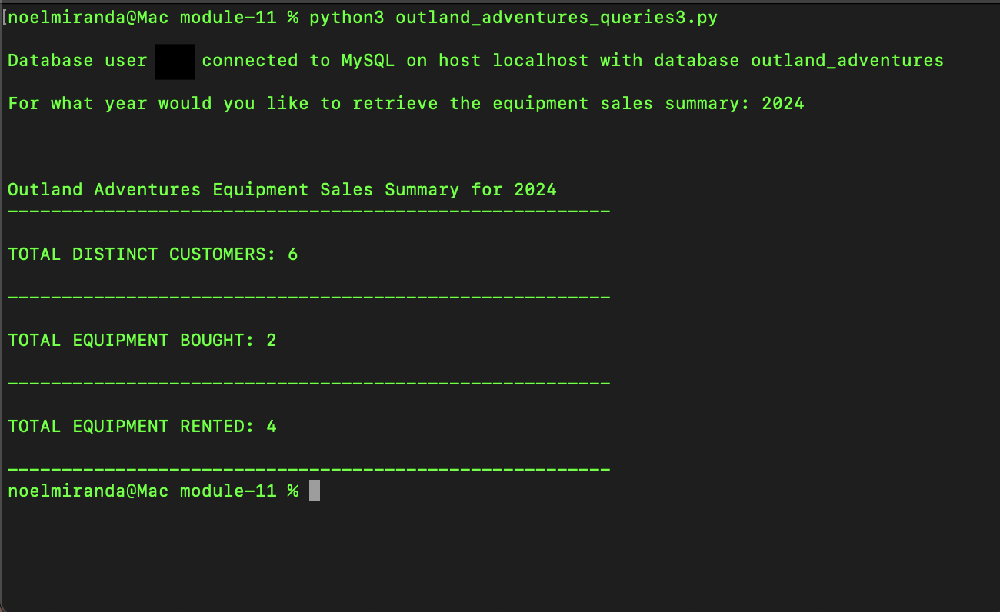 [noelmiranda@Mac module-11 % python3 outland_adventures_queries3.py
Database user connected to MySQL on host localhost with database outland_adventures
For what year would you like to retrieve the equipment sales summary: 2024
Outland Adventures Equipment Sales Summary for 2024
--------------------------------------------------------
TOTAL DISTINCT CUSTOMERS: 6
--------------------------------------------------------
TOTAL EQUIPMENT BOUGHT: 2
--------------------------------------------------------
TOTAL EQUIPMENT RENTED: 4
--------------------------------------------------------
noelmiranda@Mac module-11 %